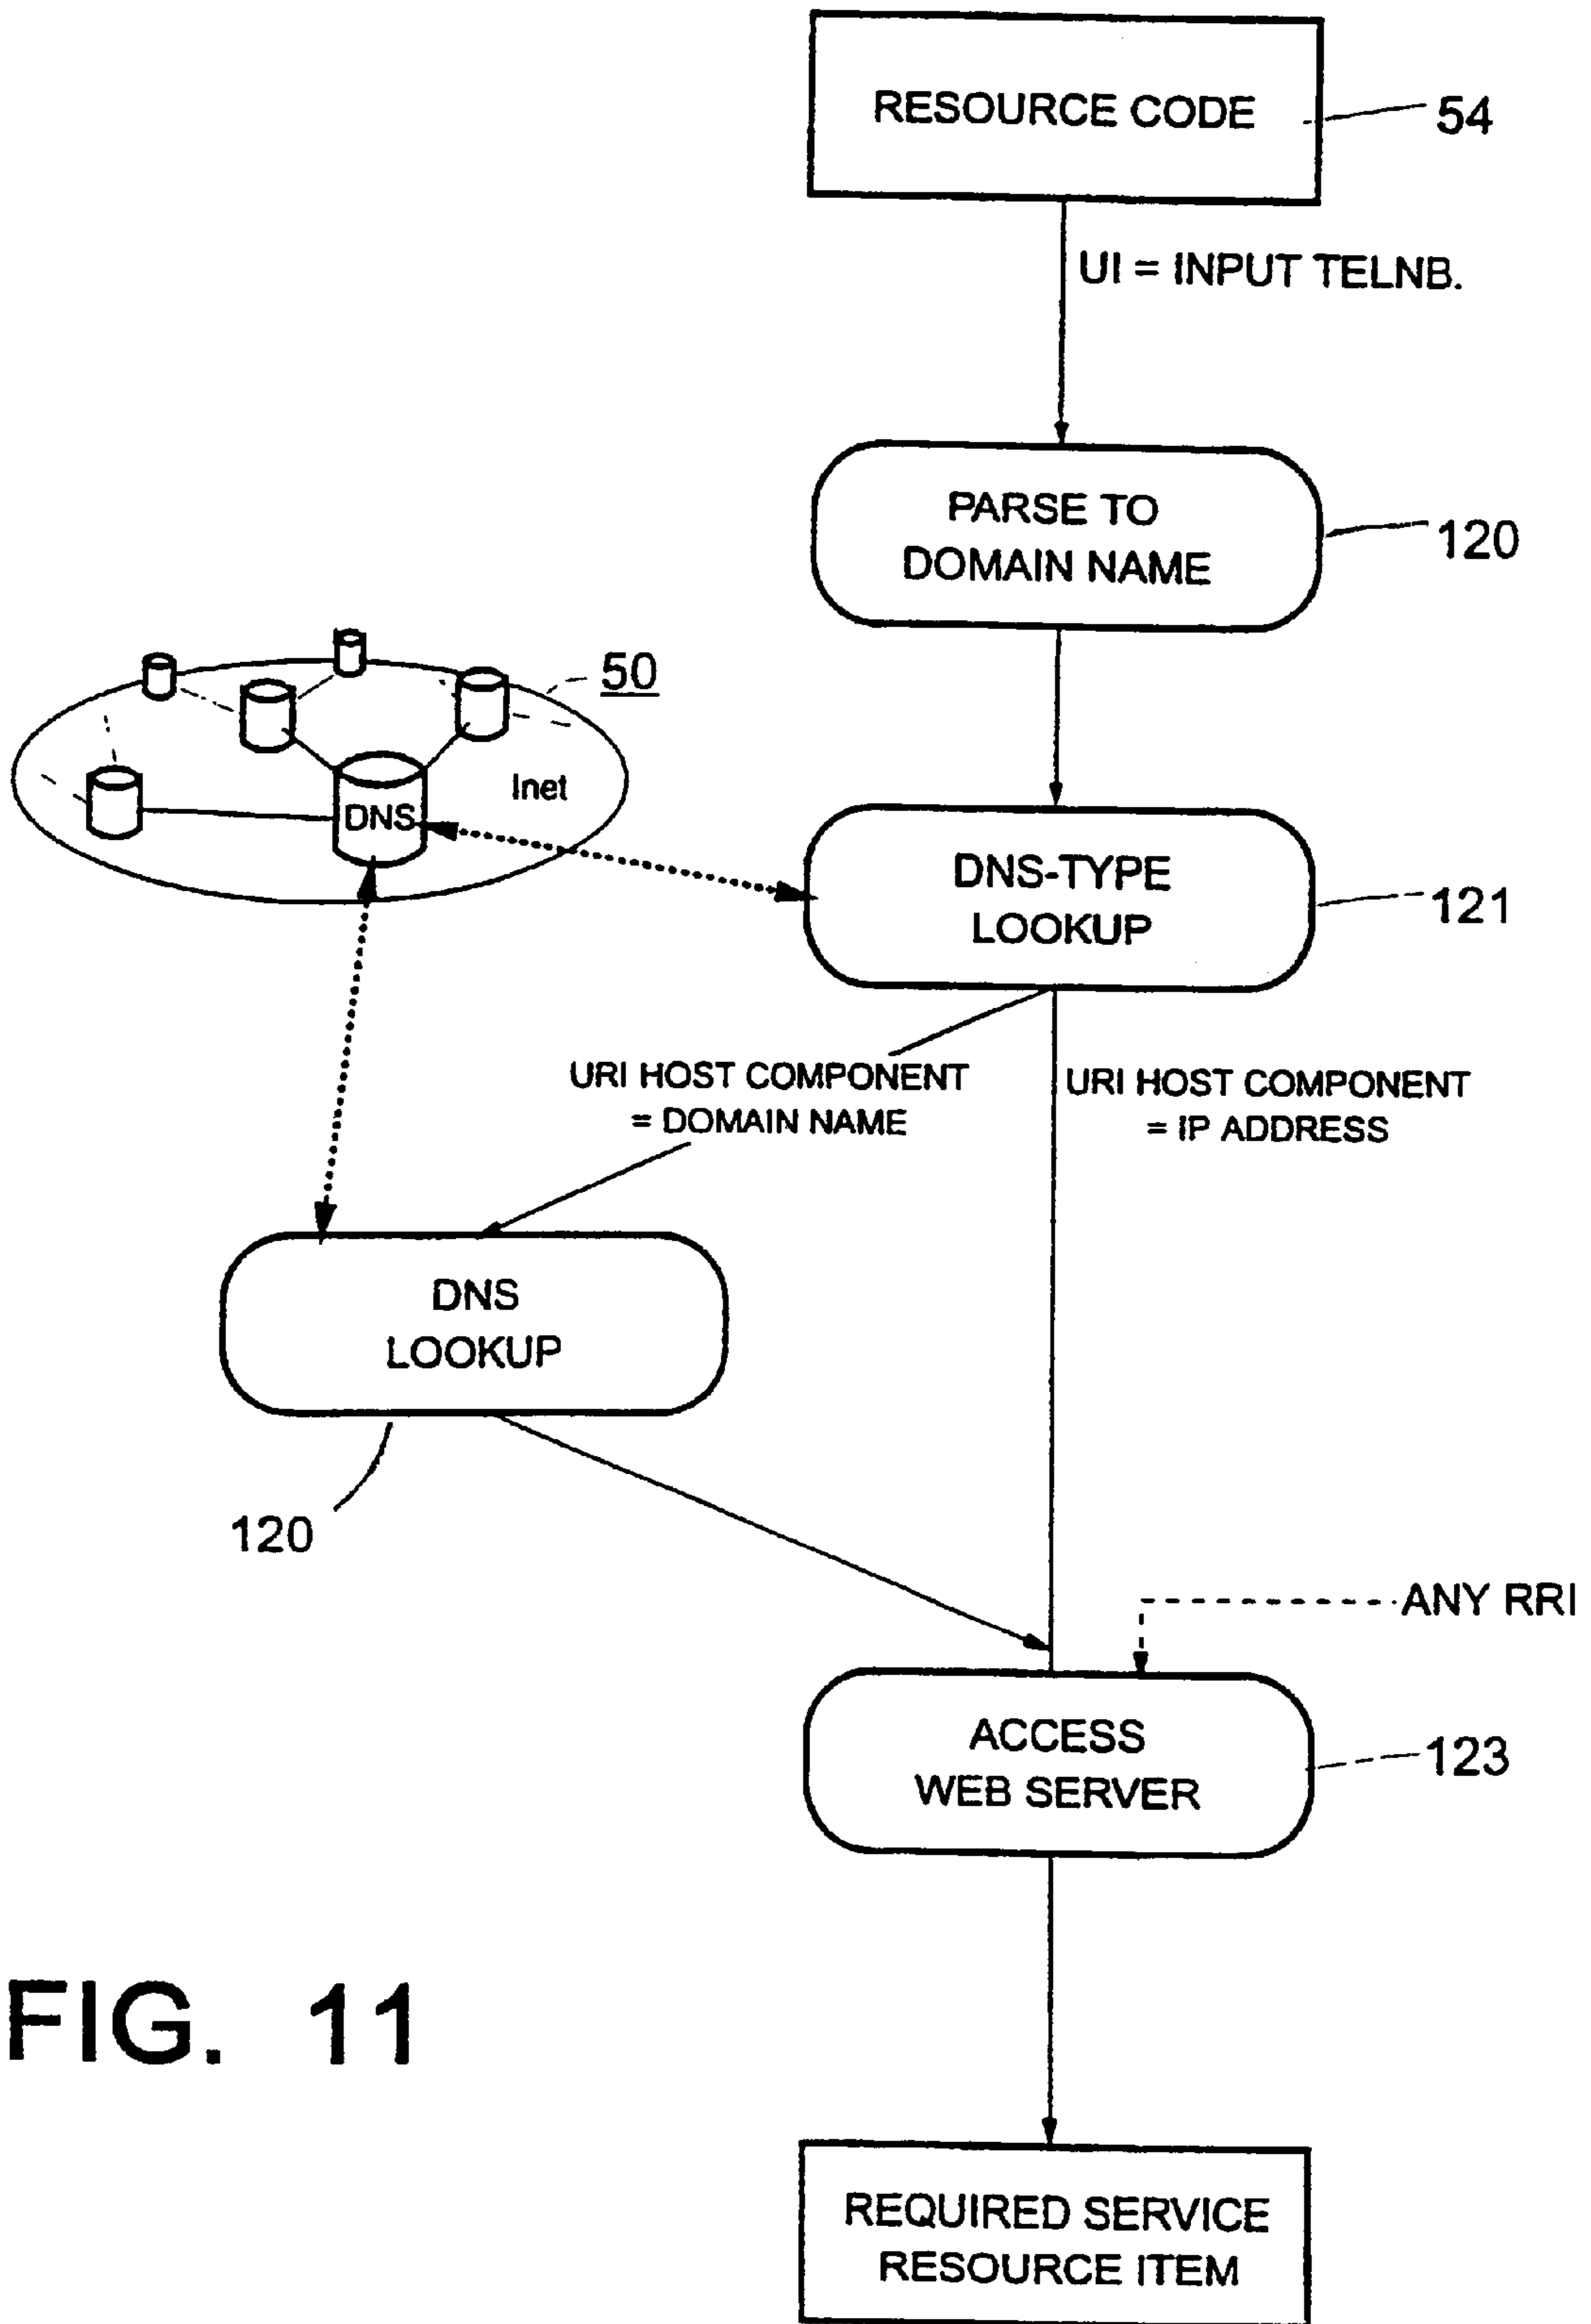 RESOURCE CODE
54
UI = INPUT TELNB.
PARSE TO
DOMAIN NAME
120
50
Inet
DNS
DNS-TYPE
LOOKUP
121
URI HOST COMPONENT
= DOMAIN NAME
URI HOST COMPONENT
= IP ADDRESS
DNS
LOOKUP
120
ANY RRI
ACCESS
WEB SERVER
123
REQUIRED SERVICE
RESOURCE ITEM
FIG. 11